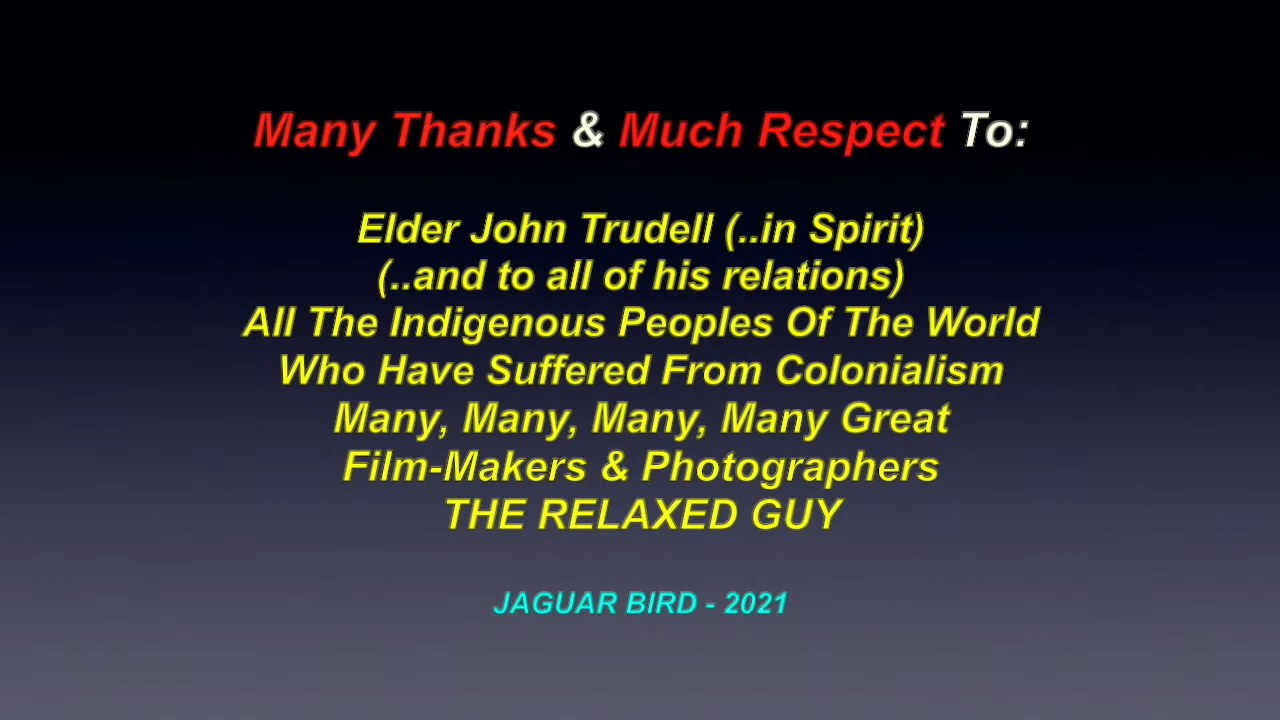 Many Thanks & Much Respect To:
Elder John Trudell (..in Spirit)
(..and to all of his relations)
All The Indigenous Peoples Of The World
Who Have Suffered From Colonialism
Many, Many, Many, Many Great
Film-Makers & Photographers
THE RELAXED GUY
JAGUAR BIRD - 2021